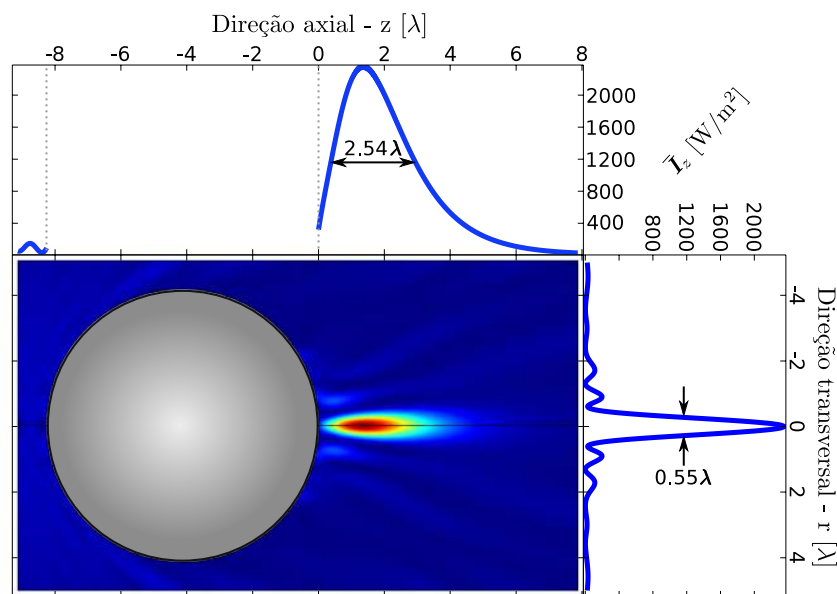 Direção axial - z [λ]
-8 -6 -4 -2 0 2 4 6 8
2000
1600
1200
800
400
2.54λ
Ī_z [W/m²]
800 1200 1600 2000
-4
-2
0
2
4
0.55λ
Direção transversal - r [λ]